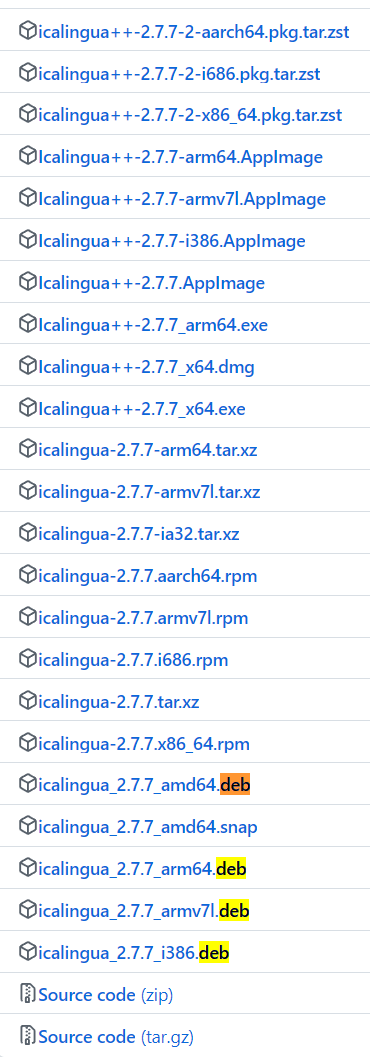 icalingua++-2.7.7-2-aarch64.pkg.tar.zst
icalingua++-2.7.7-2-i686.pkg.tar.zst
icalingua++-2.7.7-2-x86_64.pkg.tar.zst
Icalingua++-2.7.7-arm64.AppImage
Icalingua++-2.7.7-armv7l.AppImage
Icalingua++-2.7.7-i386.AppImage
Icalingua++-2.7.7.AppImage
Icalingua++-2.7.7_arm64.exe
Icalingua++-2.7.7_x64.dmg
Icalingua++-2.7.7_x64.exe
icalingua-2.7.7-arm64.tar.xz
icalingua-2.7.7-armv7l.tar.xz
icalingua-2.7.7-ia32.tar.xz
icalingua-2.7.7.aarch64.rpm
icalingua-2.7.7.armv7l.rpm
icalingua-2.7.7.i686.rpm
icalingua-2.7.7.tar.xz
icalingua-2.7.7.x86_64.rpm
icalingua_2.7.7_amd64.deb
icalingua_2.7.7_amd64.snap
icalingua_2.7.7_arm64.deb
icalingua_2.7.7_armv7l.deb
icalingua_2.7.7_i386.deb
Source code (zip)
Source code (tar.gz)